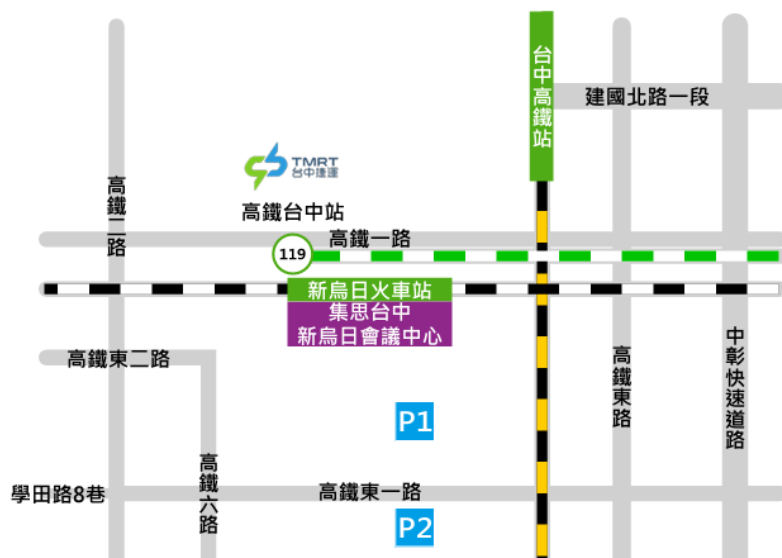 台中高鐵站
建國北路一段
TMRT
台中捷運
高鐵台中站
高鐵二路
高鐵一路
119
新烏日火車站
集思台中
新烏日會議中心
高鐵東二路
高鐵東路
中彰快速道路
P1
高鐵六路
學田路8巷
高鐵東一路
P2